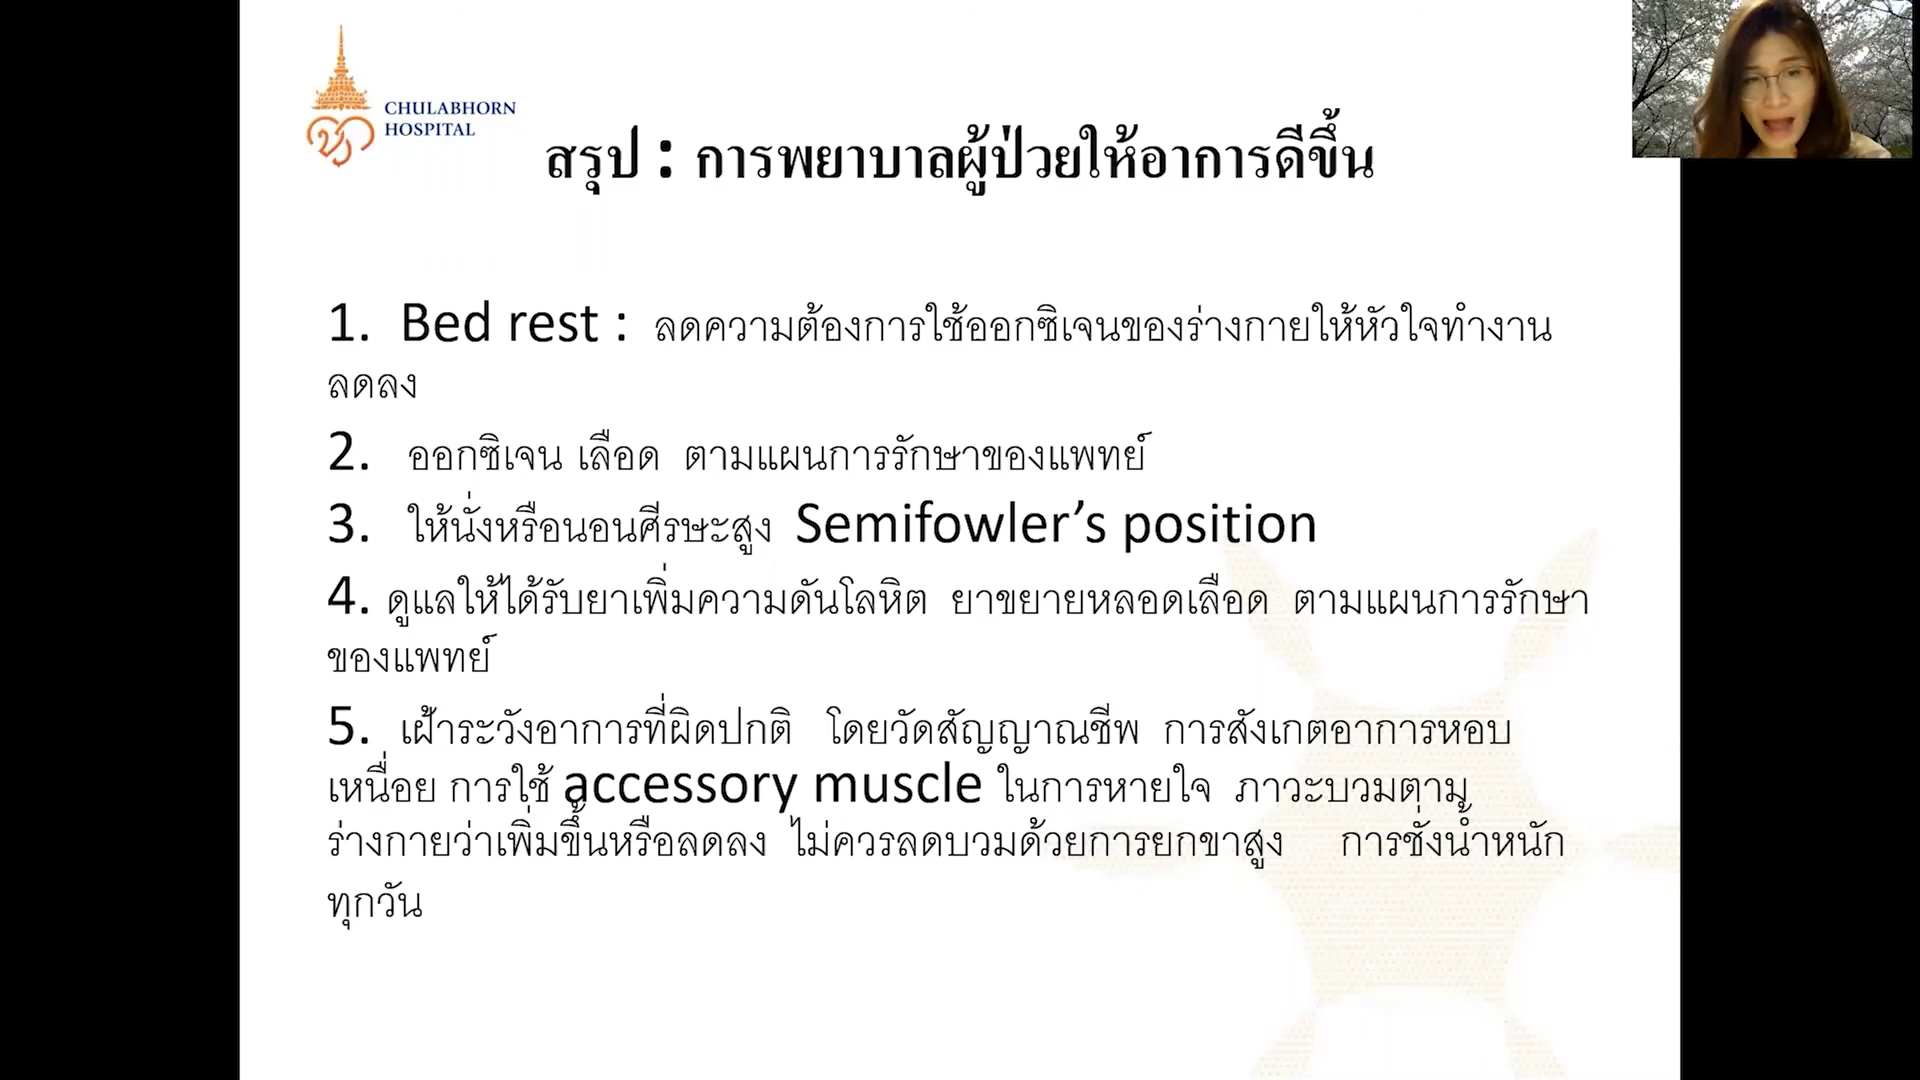 CHULABHORN
HOSPITAL
สรุป : การพยาบาลผู้ป่วยให้อาการดีขึ้น
1. Bed rest : ลดความต้องการใช้ออกซิเจนของร่างกายให้หัวใจทำงาน
ลดลง
2. ออกซิเจน เลือด ตามแผนการรักษาของแพทย์
3. ให้นั่งหรือนอนศีรษะสูง Semifowler’s position
4. ดูแลให้ได้รับยาเพิ่มความดันโลหิต ยาขยายหลอดเลือด ตามแผนการรักษา
ของแพทย์
5. เฝ้าระวังอาการที่ผิดปกติ โดยวัดสัญญาณชีพ การสังเกตอาการหอบ
เหนื่อย การใช้ accessory muscle ในการหายใจ ภาวะบวมตาม
ร่างกายว่าเพิ่มขึ้นหรือลดลง ไม่ควรลดบวมด้วยการยกขาสูง การชั่งน้ำหนัก
ทุกวัน